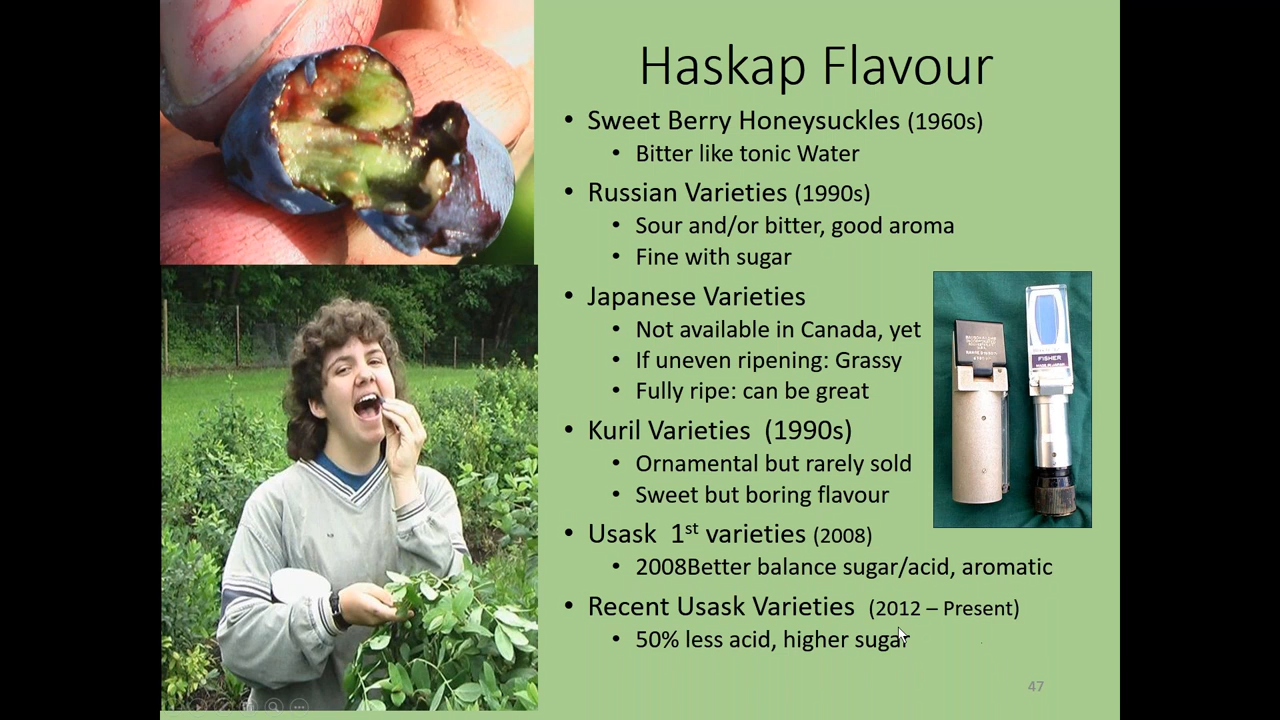 Haskap Flavour
• Sweet Berry Honeysuckles (1960s)
• Bitter like tonic Water
• Russian Varieties (1990s)
• Sour and/or bitter, good aroma
• Fine with sugar
• Japanese Varieties
• Not available in Canada, yet
• If uneven ripening: Grassy
• Fully ripe: can be great
• Kuril Varieties (1990s)
• Ornamental but rarely sold
• Sweet but boring flavour
• Usask 1st varieties (2008)
• 2008Better balance sugar/acid, aromatic
• Recent Usask Varieties (2012 – Present)
• 50% less acid, higher sugar
FISHER
47